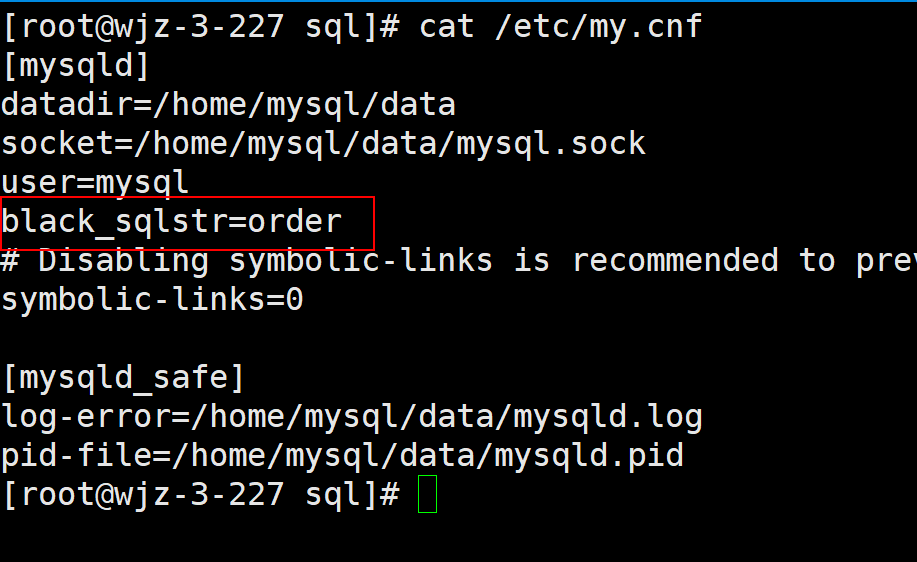 [root@wjz-3-227 sql]# cat /etc/my.cnf
[mysqld]
datadir=/home/mysql/data
socket=/home/mysql/data/mysql.sock
user=mysql
black_sqlstr=order
# Disabling symbolic-links is recommended to prev
symbolic-links=0
[mysqld_safe]
log-error=/home/mysql/data/mysqld.log
pid-file=/home/mysql/data/mysqld.pid
[root@wjz-3-227 sql]#